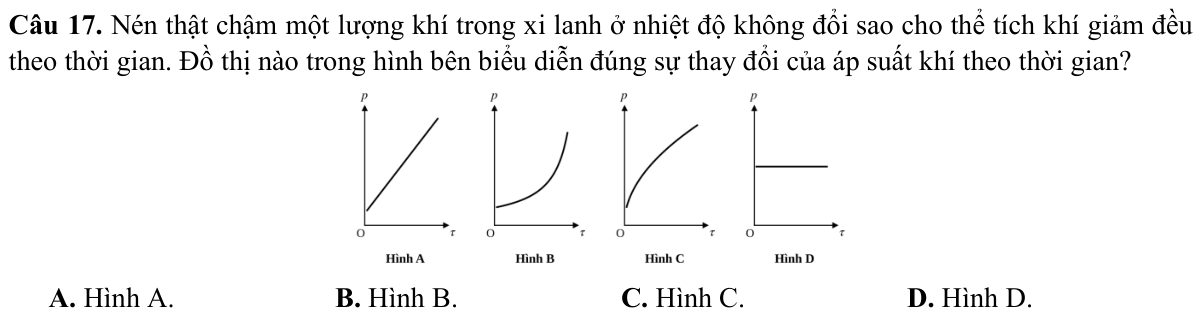 Câu 17. Nén thật chậm một lượng khí trong xi lanh ở nhiệt độ không đổi sao cho thể tích khí giảm đều
theo thời gian. Đồ thị nào trong hình bên biểu diễn đúng sự thay đổi của áp suất khí theo thời gian?
p p p p
O τ O τ O τ O τ
Hình A Hình B Hình C Hình D
A. Hình A. B. Hình B. C. Hình C. D. Hình D.